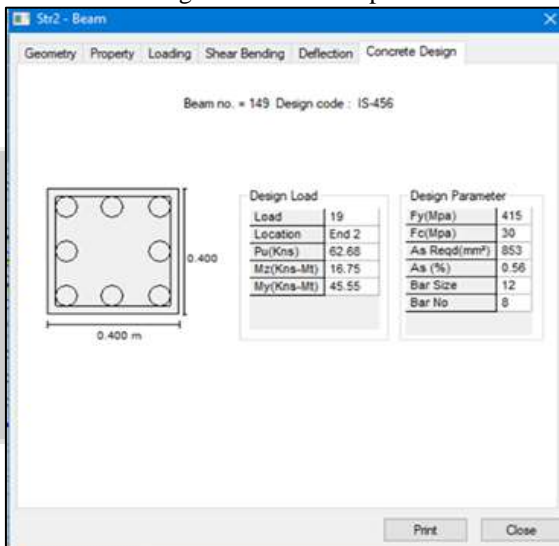 Str2 - Beam
Geometry Property Loading Shear Bending Deflection Concrete Design
Beam no. = 149 Design code : IS-456
0.400
0.400 m
Design Load
Load 19
Location End 2
Pu(Kns) 62.68
Mz(Kns-Mt) 16.75
My(Kns-Mt) 45.55
Design Parameter
Fy(Mpa) 415
Fc(Mpa) 30
As Reqd(mm²) 853
As (%) 0.56
Bar Size 12
Bar No 8
Print Close